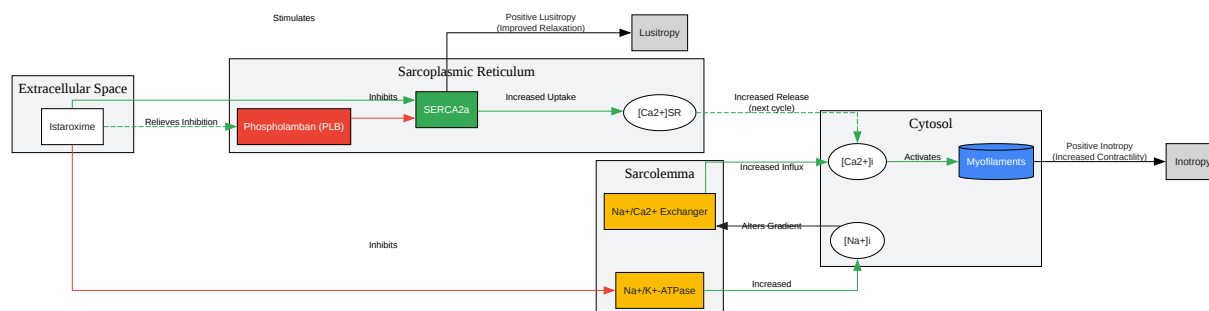 Stimulates
Positive Lusitropy
(Improved Relaxation)
Lusitropy
Extracellular Space
Istaroxime
Relieves Inhibition
Sarcoplasmic Reticulum
Phospholamban (PLB)
Inhibits
SERCA2a
Increased Uptake
[Ca2+]SR
Increased Release
(next cycle)
Cytosol
[Ca2+]i
Activates
Myofilaments
Positive Inotropy
(Increased Contractility)
Inotropy
Sarcolemma
Increased Influx
Na+/Ca2+ Exchanger
Alters Gradient
[Na+]i
Inhibits
Na+/K+-ATPase
Increased